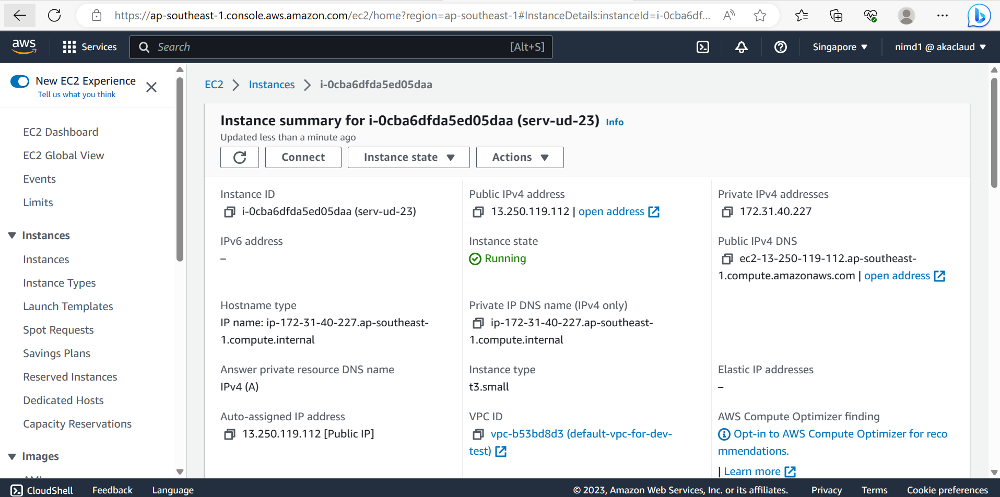 https://ap-southeast-1.console.aws.amazon.com/ec2/home?region=ap-southeast-1#InstanceDetails:instanceId=i-0cba6df...
aws
Services
Search
[Alt+S]
Singapore ▼
nimd1 @ akaclaud ▼
New EC2 Experience
Tell us what you think
EC2 Dashboard
EC2 Global View
Events
Limits
Instances
Instances
Instance Types
Launch Templates
Spot Requests
Savings Plans
Reserved Instances
Dedicated Hosts
Capacity Reservations
Images
EC2 > Instances > i-0cba6dfda5ed05daa
Instance summary for i-0cba6dfda5ed05daa (serv-ud-23) Info
Updated less than a minute ago
Connect
Instance state ▼
Actions ▼
Instance ID
i-0cba6dfda5ed05daa (serv-ud-23)
Public IPv4 address
13.250.119.112 | open address
Private IPv4 addresses
172.31.40.227
IPv6 address
–
Instance state
Running
Public IPv4 DNS
ec2-13-250-119-112.ap-southeast-
1.compute.amazonaws.com | open address
Hostname type
IP name: ip-172-31-40-227.ap-southeast-
1.compute.internal
Private IP DNS name (IPv4 only)
ip-172-31-40-227.ap-southeast-
1.compute.internal
Answer private resource DNS name
IPv4 (A)
Instance type
t3.small
Elastic IP addresses
–
Auto-assigned IP address
13.250.119.112 [Public IP]
VPC ID
vpc-b53bd8d3 (default-vpc-for-dev-
test)
AWS Compute Optimizer finding
Opt-in to AWS Compute Optimizer for reco
mmendations.
| Learn more
CloudShell
Feedback
Language
© 2023, Amazon Web Services, Inc. or its affiliates.
Privacy
Terms
Cookie preferences